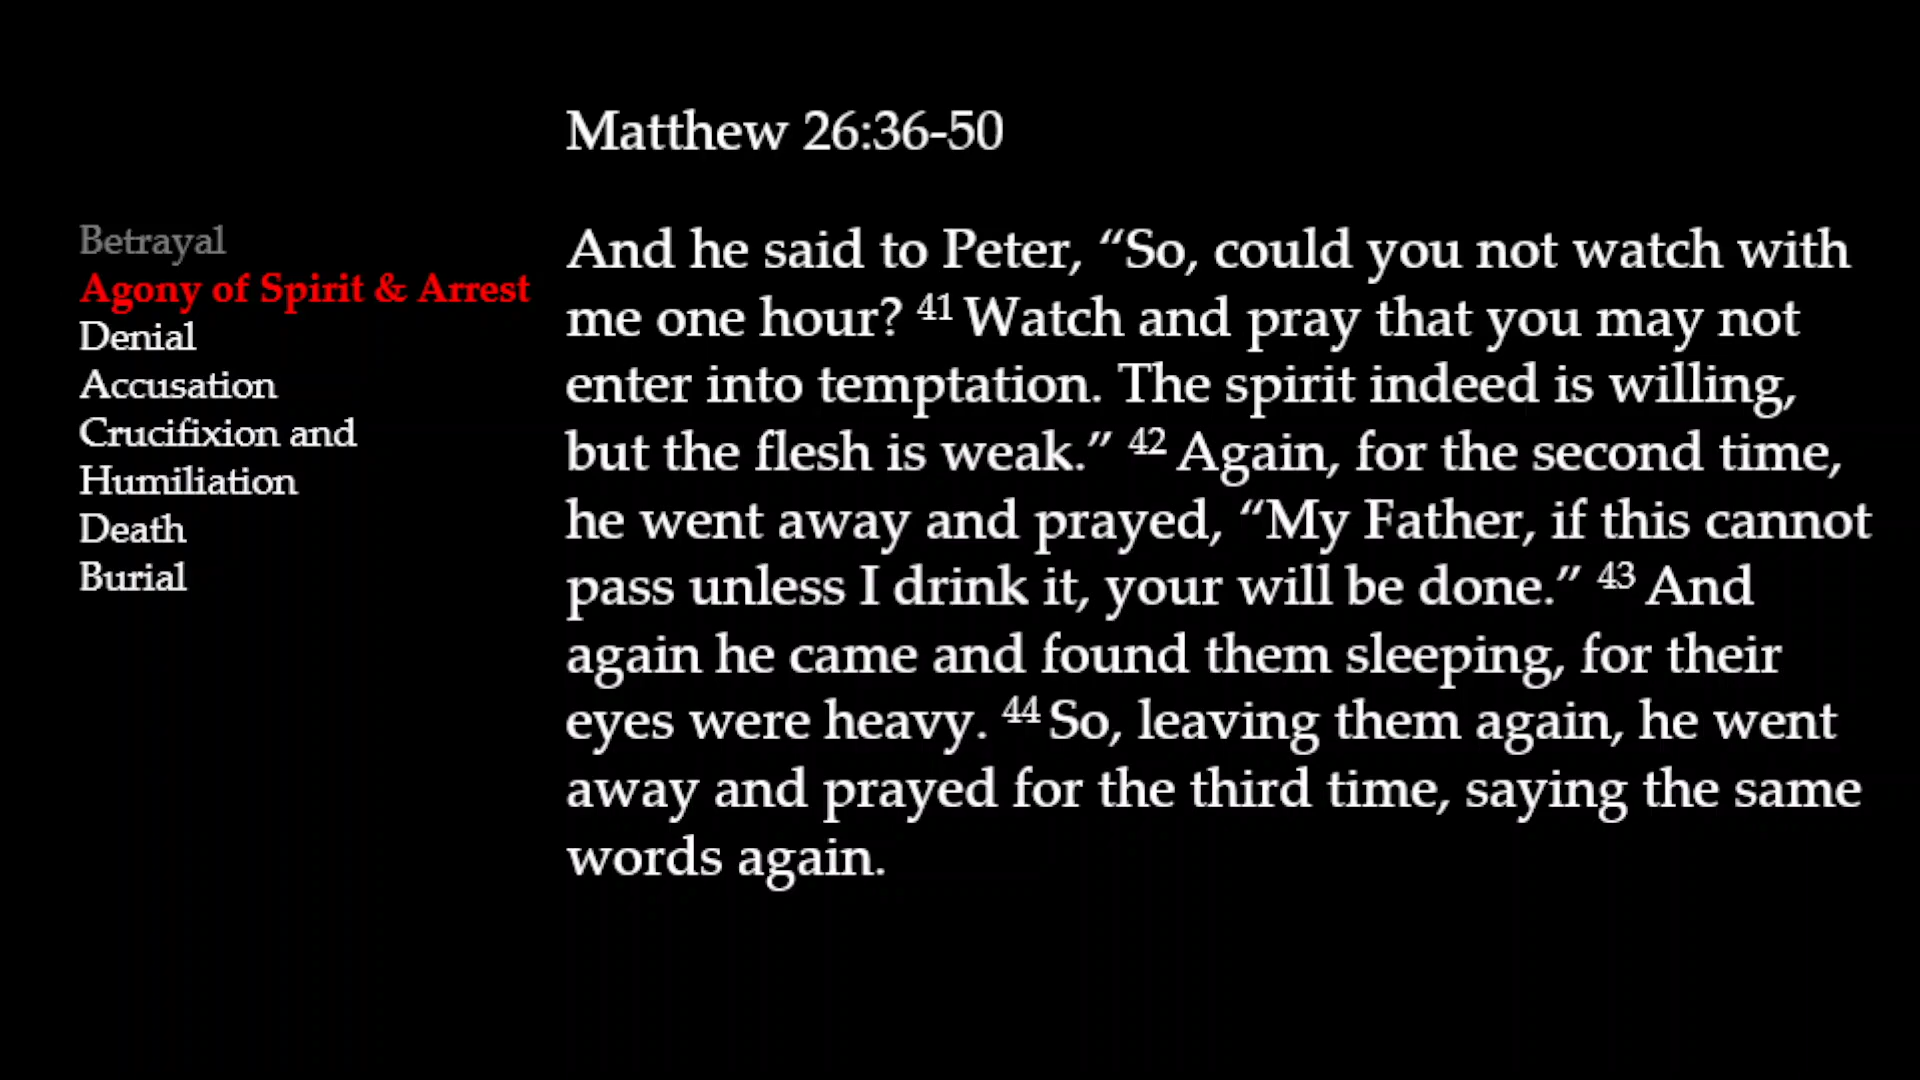 Matthew 26:36-50
Betrayal
Agony of Spirit & Arrest
Denial
Accusation
Crucifixion and
Humiliation
Death
Burial
And he said to Peter, “So, could you not watch with
me one hour? 41 Watch and pray that you may not
enter into temptation. The spirit indeed is willing,
but the flesh is weak.” 42 Again, for the second time,
he went away and prayed, “My Father, if this cannot
pass unless I drink it, your will be done.” 43 And
again he came and found them sleeping, for their
eyes were heavy. 44 So, leaving them again, he went
away and prayed for the third time, saying the same
words again.